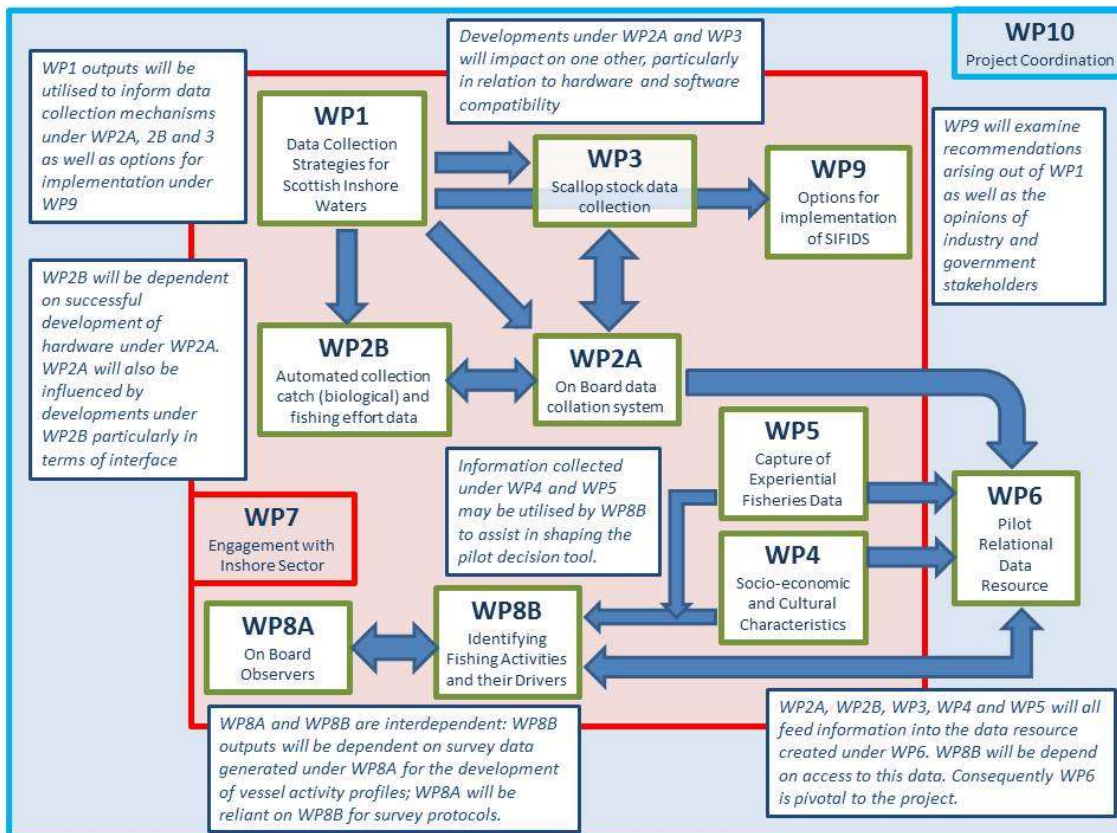 WP10
Project Coordination
Developments under WP2A and WP3
will impact on one other, particularly
in relation to hardware and software
compatibility
WP1 outputs will be
utilised to inform data
collection mechanisms
under WP2A, 2B and 3
as well as options for
implementation under
WP9
WP1
Data Collection
Strategies for
Scottish Inshore
Waters
WP3
Scallop stock data
collection
WP9
Options for
implementation
of SIFIDS
WP9 will examine
recommendations
arising out of WP1
as well as the
opinions of
industry and
government
stakeholders
WP2B will be dependent
on successful
development of
hardware under WP2A.
WP2A will also be
influenced by
developments under
WP2B particularly in
terms of interface
WP2B
Automated collection
catch (biological) and
fishing effort data
WP2A
On Board data
collation system
WP5
Capture of
Experiential
Fisheries Data
Information collected
under WP4 and WP5
may be utilised by WP8B
to assist in shaping the
pilot decision tool.
WP6
Pilot
Relational
Data
Resource
WP7
Engagement with
Inshore Sector
WP4
Socio-economic
and Cultural
Characteristics
WP8A
On Board
Observers
WP8B
Identifying
Fishing Activities
and their Drivers
WP8A and WP8B are interdependent: WP8B
outputs will be dependent on survey data
generated under WP8A for the development
of vessel activity profiles; WP8A will be
reliant on WP8B for survey protocols.
WP2A, WP2B, WP3, WP4 and WP5 will all
feed information into the data resource
created under WP6. WP8B will be depend
on access to this data. Consequently WP6
is pivotal to the project.